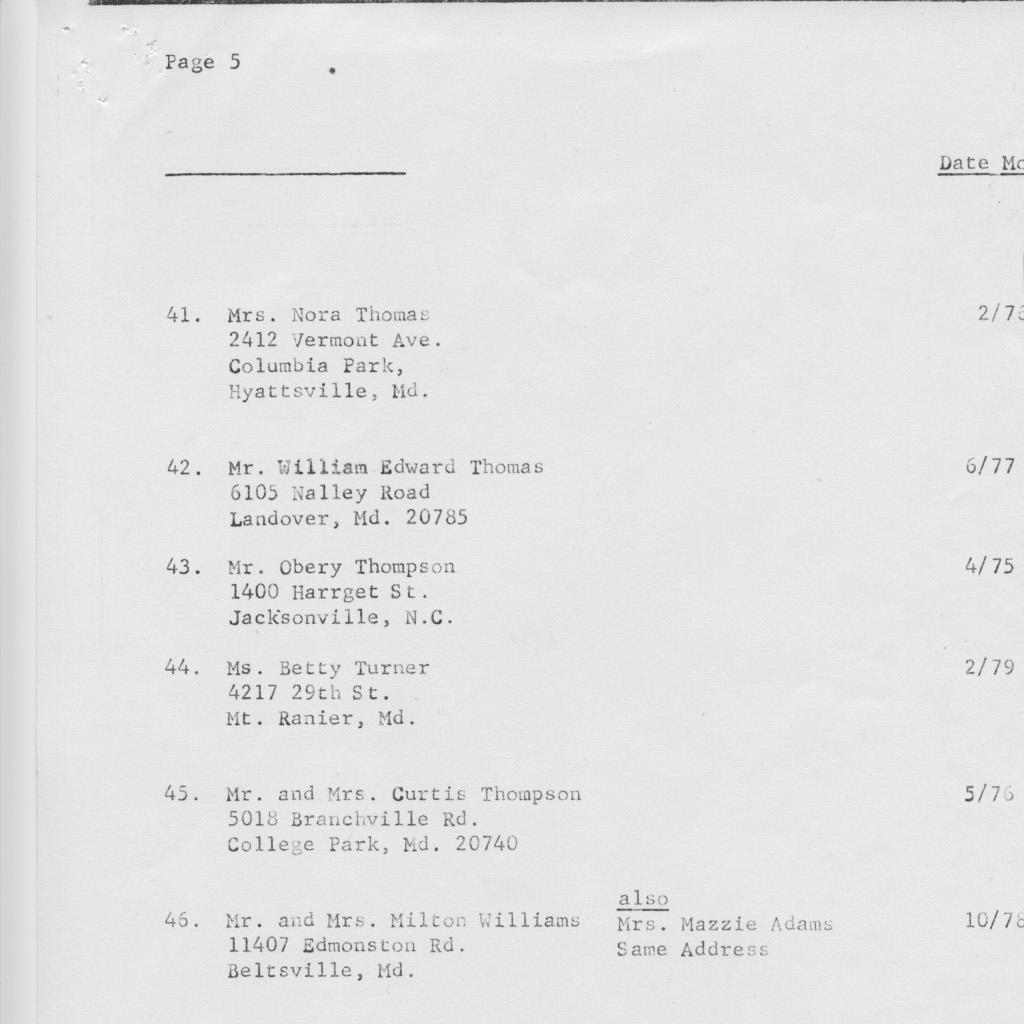 Page 5
Date Mo
41. Mrs. Nora Thomas 2/76
2412 Vermont Ave.
Columbia Park,
Hyattsville, Md.
42. Mr. William Edward Thomas 6/77
6105 Nalley Road
Landover, Md. 20785
43. Mr. Obery Thompson 4/75
1400 Harrget St.
Jacksonville, N.C.
44. Ms. Betty Turner 2/79
4217 29th St.
Mt. Ranier, Md.
45. Mr. and Mrs. Curtis Thompson 5/76
5018 Branchville Rd.
College Park, Md. 20740
also
46. Mr. and Mrs. Milton Williams Mrs. Mazzie Adams 10/78
11407 Edmonston Rd. Same Address
Beltsville, Md.